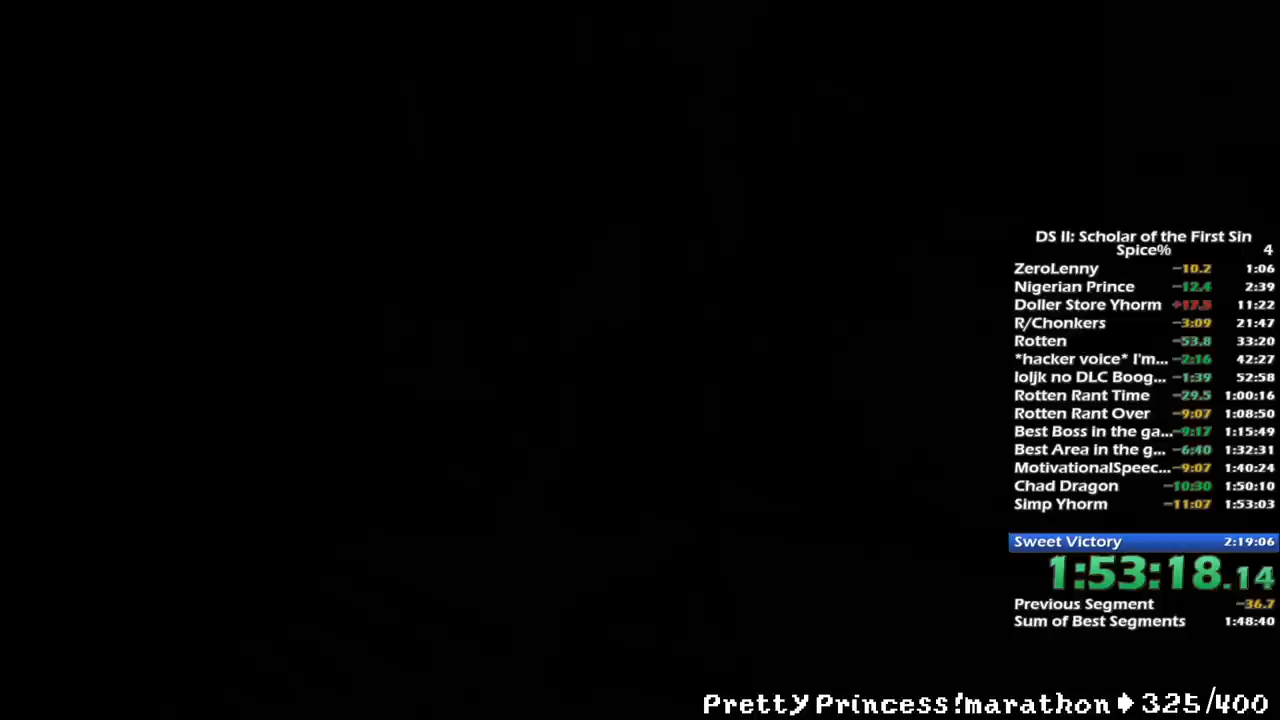 DS II: Scholar of the First Sin
Spice% 4
ZeroLenny -10.2 1:06
Nigerian Prince -12.4 2:39
Doller Store Yhorm +17.5 11:22
R/Chonkers -3:09 21:47
Rotten -53.8 33:20
*hacker voice* I'm... -2:16 42:27
loljk no DLC Boog... -1:39 52:58
Rotten Rant Time -29.5 1:00:16
Rotten Rant Over -9:07 1:08:50
Best Boss in the ga... -9:17 1:15:49
Best Area in the g... -6:40 1:32:31
MotivationalSpeec... -9:07 1:40:24
Chad Dragon -10:30 1:50:10
Simp Yhorm -11:07 1:53:03
Sweet Victory 2:19:06
1:53:18.14
Previous Segment -36.7
Sum of Best Segments 1:48:40
Pretty Princess !marathon → 325/400